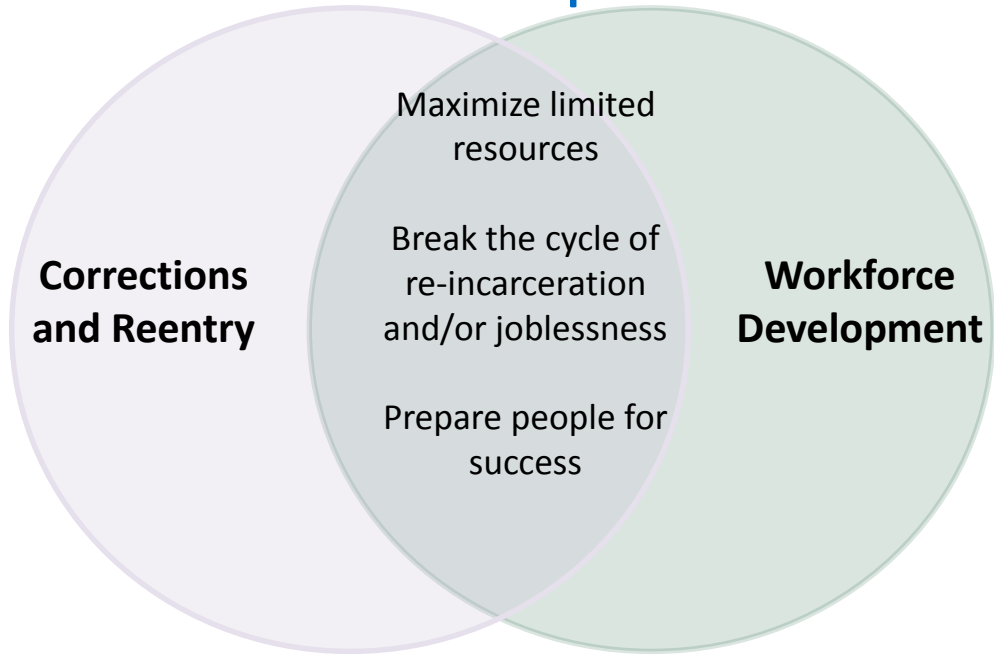 Corrections
and Reentry
Maximize limited
resources
Break the cycle of
re-incarceration
and/or joblessness
Prepare people for
success
Workforce
Development